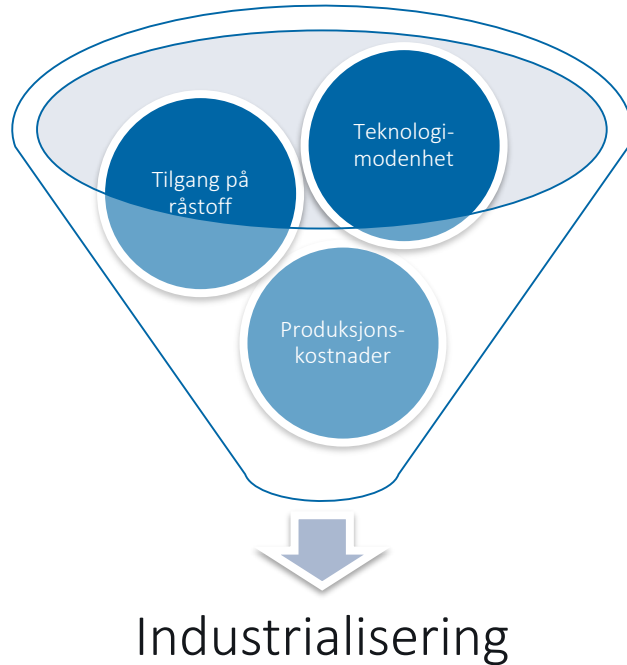 Teknologi-
modenhet
Tilgang på
råstoff
Produksjons-
kostnader
Industrialisering